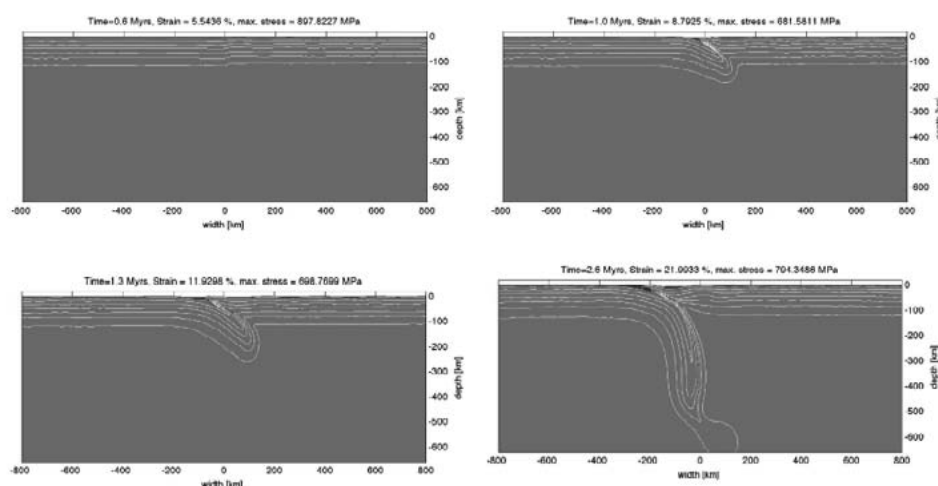 Time=0.6 Myrs, Strain = 5.5436 %, max. stress = 897.8227 MPa
0
-100
-200
-300
-400
-500
-600
depth [km]
-800 -600 -400 -200 0 200 400 600 800
width [km]
Time=1.0 Myrs, Strain = 8.7925 %, max. stress = 681.5811 MPa
0
-100
-200
-300
-400
-500
-600
depth [km]
-800 -600 -400 -200 0 200 400 600 800
width [km]
Time=1.3 Myrs, Strain = 11.9298 %, max. stress = 698.7699 MPa
0
-100
-200
-300
-400
-500
-600
depth [km]
-800 -600 -400 -200 0 200 400 600 800
width [km]
Time=2.6 Myrs, Strain = 21.0033 %, max. stress = 704.3486 MPa
0
-100
-200
-300
-400
-500
-600
depth [km]
-800 -600 -400 -200 0 200 400 600 800
width [km]